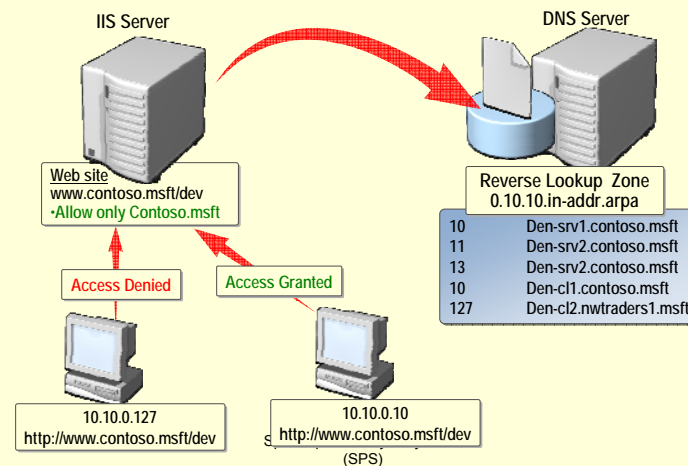 IIS Server
DNS Server
Web site
www.contoso.msft/dev
•Allow only Contoso.msft
Reverse Lookup Zone
0.10.10.in-addr.arpa
10 Den-srv1.contoso.msft
11 Den-srv2.contoso.msft
13 Den-srv2.contoso.msft
10 Den-cl1.contoso.msft
127 Den-cl2.nwtraders1.msft
Access Denied
Access Granted
10.10.0.127
http://www.contoso.msft/dev
10.10.0.10
http://www.contoso.msft/dev
(SPS)